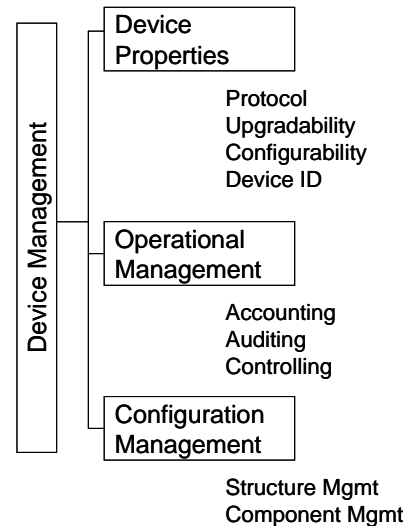 Device Management
Device
Properties
Protocol
Upgradability
Configurability
Device ID
Operational
Management
Accounting
Auditing
Controlling
Configuration
Management
Structure Mgmt
Component Mgmt